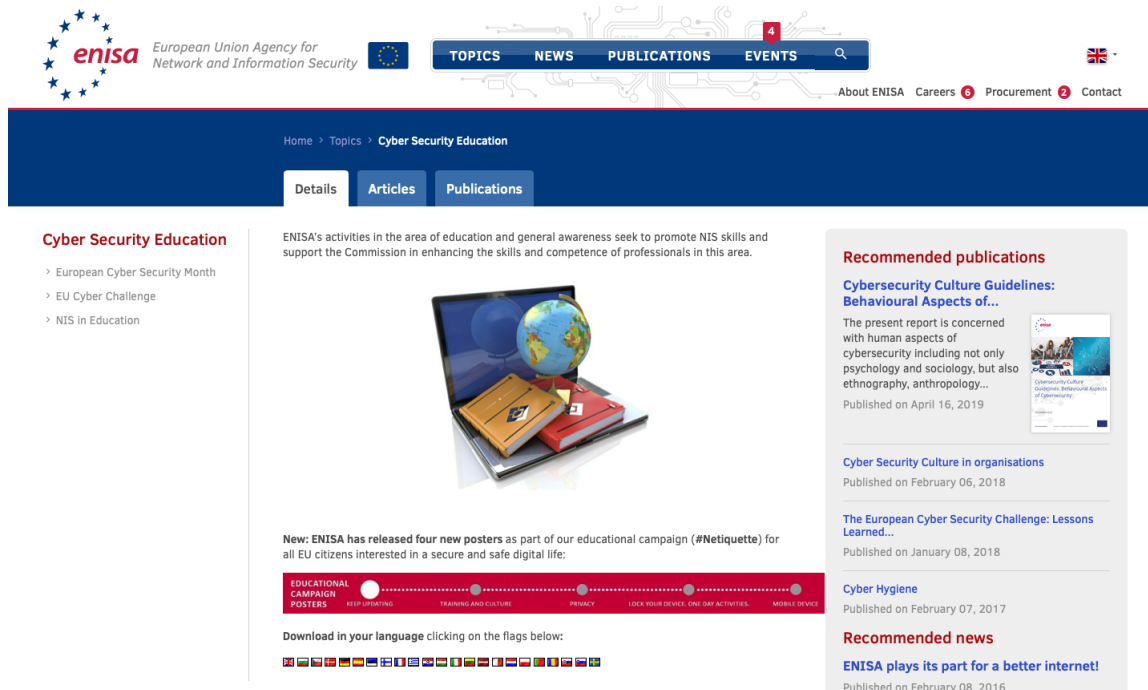 enisa
European Union Agency for
Network and Information Security
TOPICS NEWS PUBLICATIONS EVENTS
4
About ENISA Careers 6 Procurement 2 Contact
Home > Topics > Cyber Security Education
Details Articles Publications
Cyber Security Education
> European Cyber Security Month
> EU Cyber Challenge
> NIS in Education
ENISA's activities in the area of education and general awareness seek to promote NIS skills and
support the Commission in enhancing the skills and competence of professionals in this area.
New: ENISA has released four new posters as part of our educational campaign (#Netiquette) for
all EU citizens interested in a secure and safe digital life:
EDUCATIONAL
CAMPAIGN
POSTERS
KEEP UPDATING TRAINING AND CULTURE PRIVACY LOCK YOUR DEVICE, ONE DAY ACTIVITIES. MOBILE DEVICE
Download in your language clicking on the flags below:
Recommended publications
Cybersecurity Culture Guidelines:
Behavioural Aspects of...
The present report is concerned
with human aspects of
cybersecurity including not only
psychology and sociology, but also
ethnography, anthropology...
Published on April 16, 2019
enisa
Cybersecurity Culture
Guidelines: Behavioural Aspects
of Cybersecurity
Cyber Security Culture in organisations
Published on February 06, 2018
The European Cyber Security Challenge: Lessons
Learned...
Published on January 08, 2018
Cyber Hygiene
Published on February 07, 2017
Recommended news
ENISA plays its part for a better internet!
Published on February 08, 2016